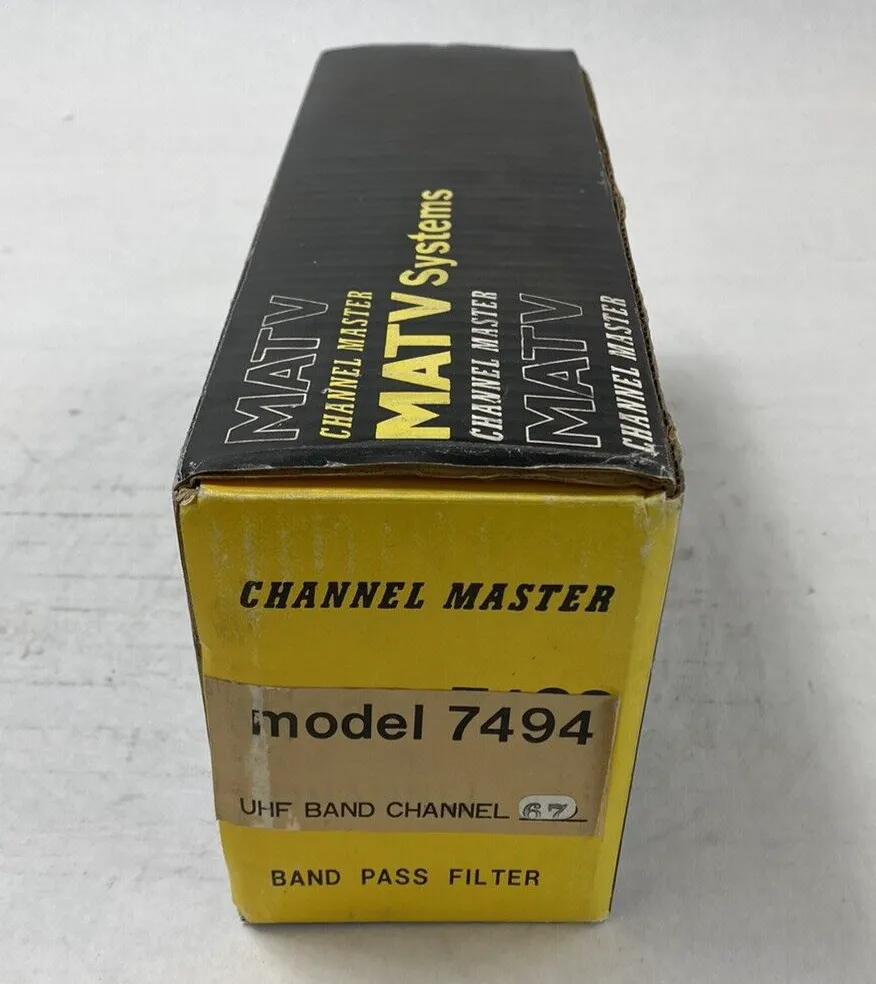 MATV
CHANNEL MASTER
MATV Systems
CHANNEL MASTER
MATV
CHANNEL MASTER
CHANNEL MASTER
model 7494
UHF BAND CHANNEL 67
BAND PASS FILTER